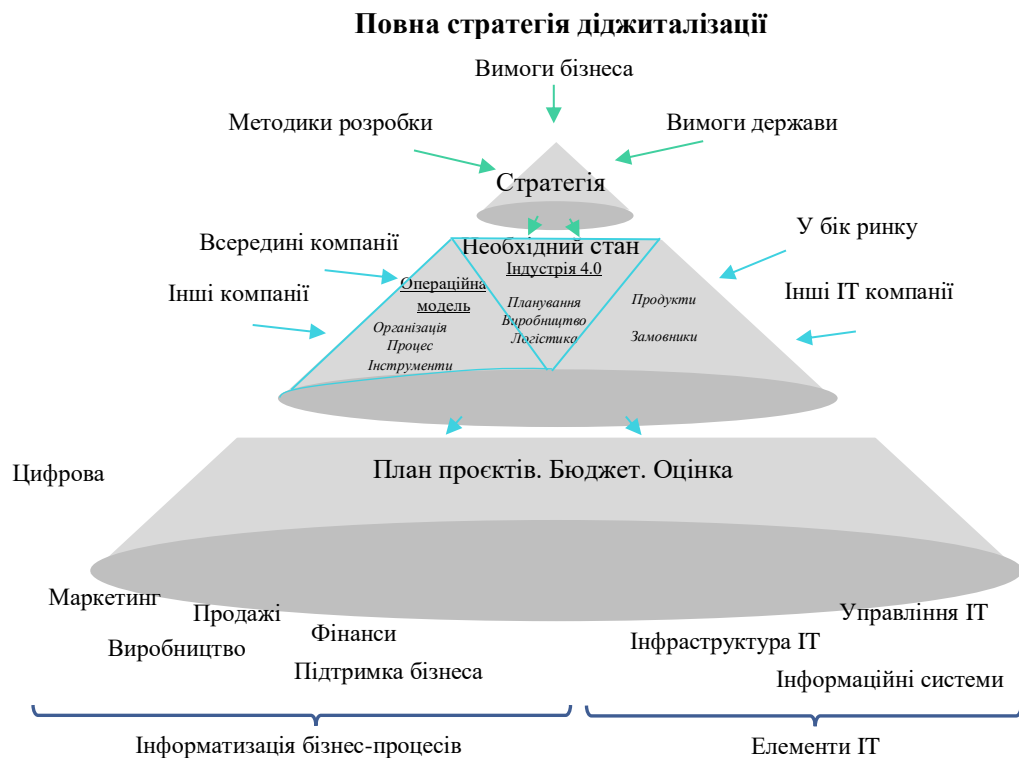 Повна стратегія діджиталізації
Вимоги бізнеса
Методики розробки
Вимоги держави
Стратегія
Всередині компанії
Необхідний стан
У бік ринку
Індустрія 4.0
Інші компанії
Операційна
модель
Організація
Процес
Інструменти
Планування
Виробництво
Логістика
Продукти
Замовники
Інші ІТ компанії
Цифрова
План проєктів. Бюджет. Оцінка
Маркетинг
Продажі
Виробництво
Фінанси
Підтримка бізнеса
Управління ІТ
Інфраструктура ІТ
Інформаційні системи
Інформатизація бізнес-процесів
Елементи ІТ